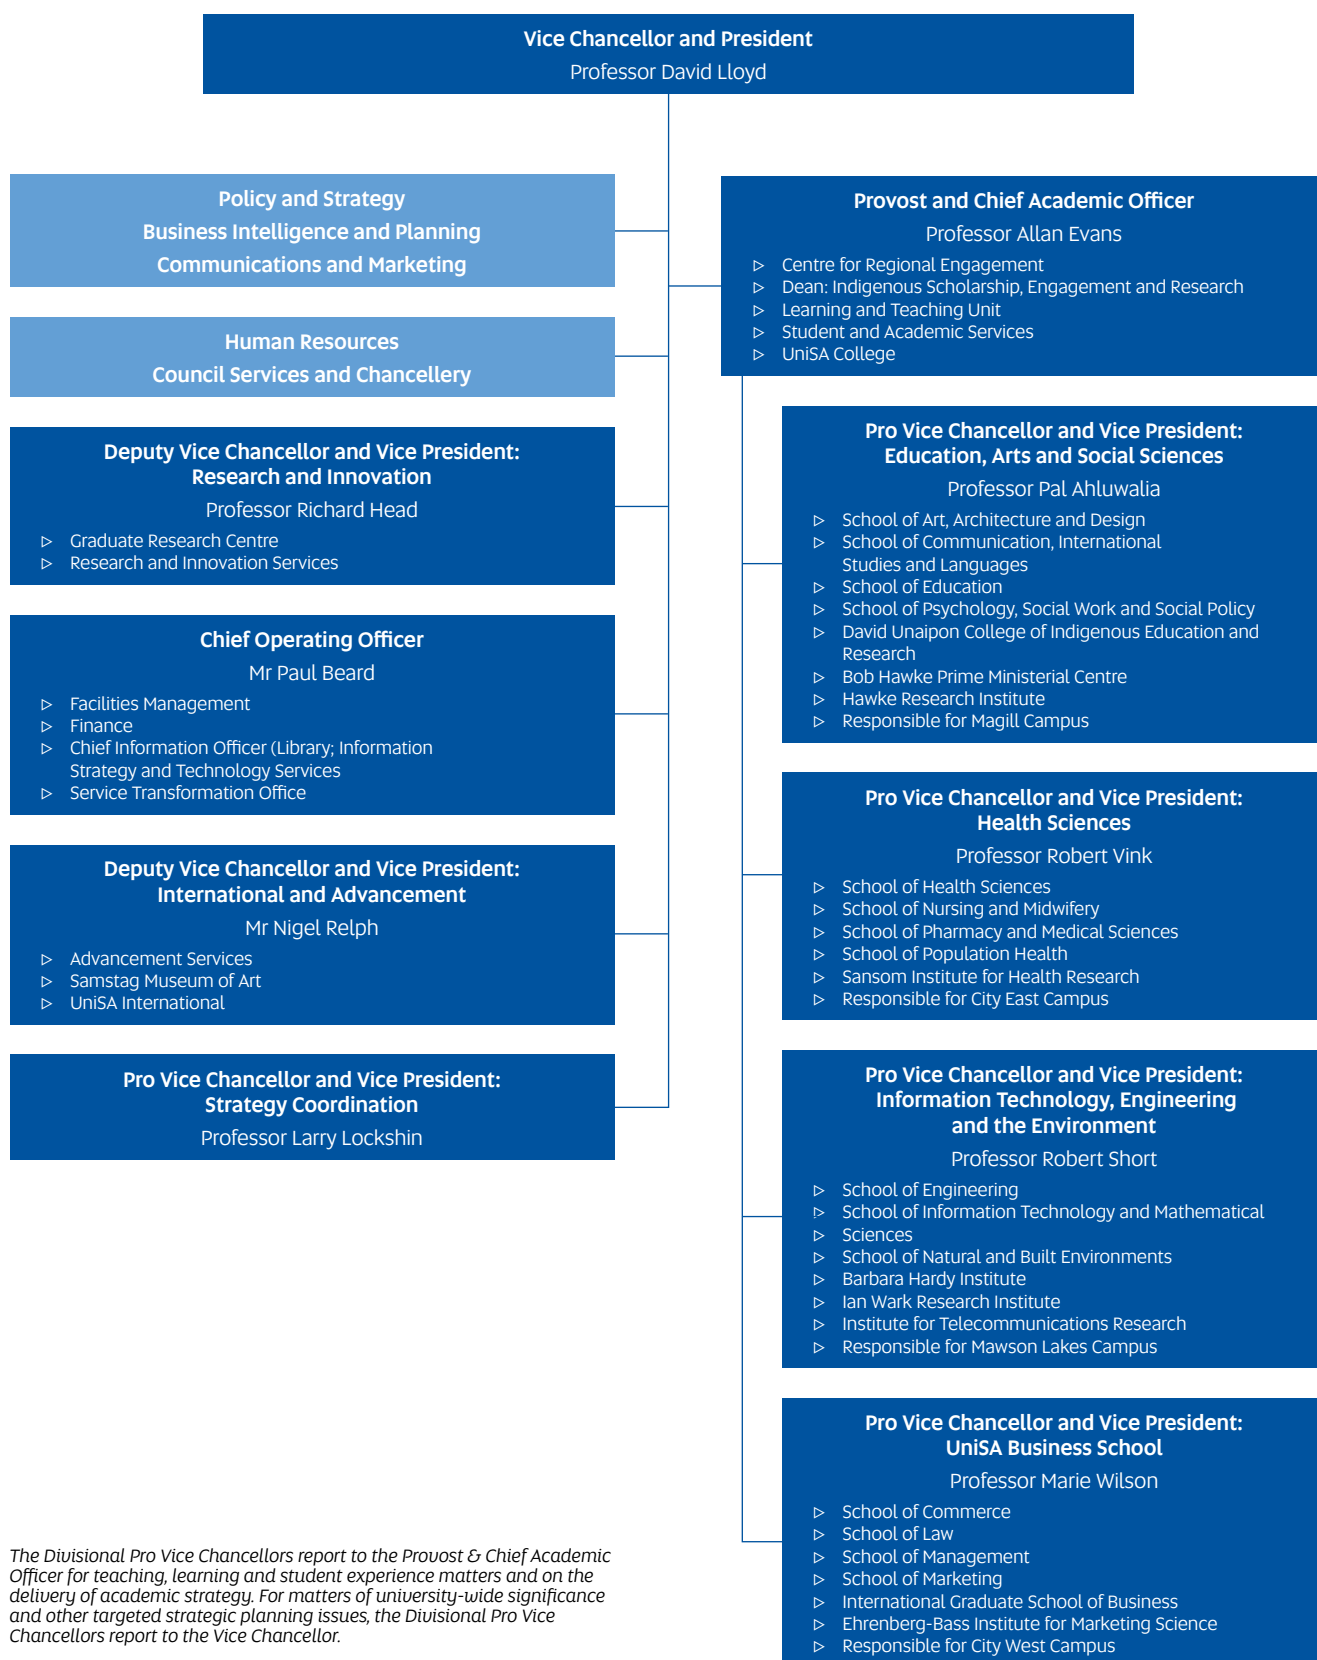 Vice Chancellor and President
Professor David Lloyd
Policy and Strategy
Business Intelligence and Planning
Communications and Marketing
Human Resources
Council Services and Chancellery
Deputy Vice Chancellor and Vice President:
Research and Innovation
Professor Richard Head
▷ Graduate Research Centre
▷ Research and Innovation Services
Chief Operating Officer
Mr Paul Beard
▷ Facilities Management
▷ Finance
▷ Chief Information Officer (Library; Information
Strategy and Technology Services
▷ Service Transformation Office
Deputy Vice Chancellor and Vice President:
International and Advancement
Mr Nigel Relph
▷ Advancement Services
▷ Samstag Museum of Art
▷ UniSA International
Pro Vice Chancellor and Vice President:
Strategy Coordination
Professor Larry Lockshin
Provost and Chief Academic Officer
Professor Allan Evans
▷ Centre for Regional Engagement
▷ Dean: Indigenous Scholarship, Engagement and Research
▷ Learning and Teaching Unit
▷ Student and Academic Services
▷ UniSA College
Pro Vice Chancellor and Vice President:
Education, Arts and Social Sciences
Professor Pal Ahluwalia
▷ School of Art, Architecture and Design
▷ School of Communication, International
Studies and Languages
▷ School of Education
▷ School of Psychology, Social Work and Social Policy
▷ David Unaipon College of Indigenous Education and
Research
▷ Bob Hawke Prime Ministerial Centre
▷ Hawke Research Institute
▷ Responsible for Magill Campus
Pro Vice Chancellor and Vice President:
Health Sciences
Professor Robert Vink
▷ School of Health Sciences
▷ School of Nursing and Midwifery
▷ School of Pharmacy and Medical Sciences
▷ School of Population Health
▷ Sansom Institute for Health Research
▷ Responsible for City East Campus
Pro Vice Chancellor and Vice President:
Information Technology, Engineering
and the Environment
Professor Robert Short
▷ School of Engineering
▷ School of Information Technology and Mathematical
▷ Sciences
▷ School of Natural and Built Environments
▷ Barbara Hardy Institute
▷ Ian Wark Research Institute
▷ Institute for Telecommunications Research
▷ Responsible for Mawson Lakes Campus
Pro Vice Chancellor and Vice President:
UniSA Business School
Professor Marie Wilson
▷ School of Commerce
▷ School of Law
▷ School of Management
▷ School of Marketing
▷ International Graduate School of Business
▷ Ehrenberg-Bass Institute for Marketing Science
▷ Responsible for City West Campus
The Divisional Pro Vice Chancellors report to the Provost & Chief Academic
Officer for teaching, learning and student experience matters and on the
delivery of academic strategy. For matters of university-wide significance
and other targeted strategic planning issues, the Divisional Pro Vice
Chancellors report to the Vice Chancellor.